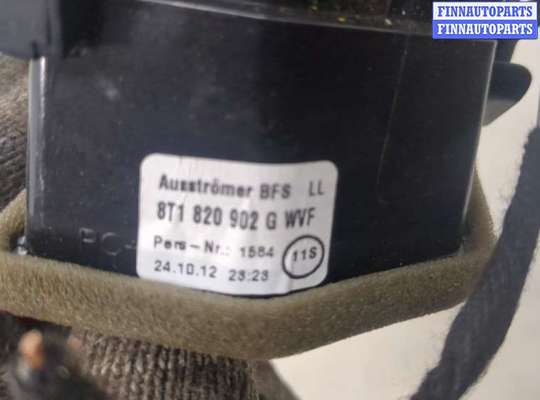 FINNAUTOPARTS
FINNAUTOPARTS
Ausströmer BFS LL
8T1 820 902 G WVF
Pers-Nr.: 1584
11S
24.10.12 23:23